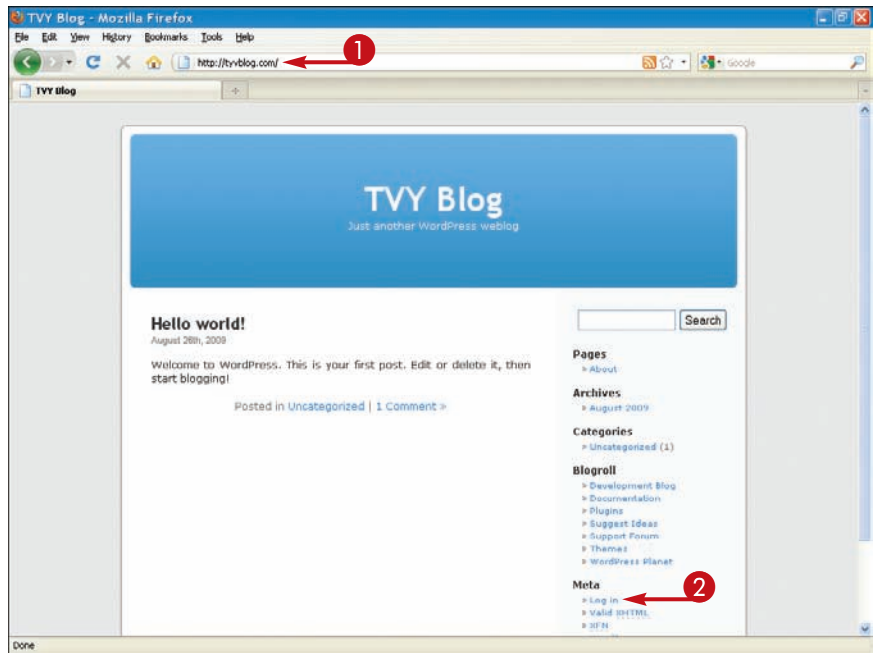 TVY Blog - Mozilla Firefox
File Edit View History Bookmarks Tools Help
http://tyvblog.com/
1
Google
TVY Blog
TVY Blog
Just another WordPress weblog
Hello world!
August 26th, 2009
Welcome to WordPress. This is your first post. Edit or delete it, then
start blogging!
Posted in Uncategorized | 1 Comment »
Search
Pages
» About
Archives
» August 2009
Categories
» Uncategorized (1)
Blogroll
» Development Blog
» Documentation
» Plugins
» Suggest Ideas
» Support Forum
» Themes
» WordPress Planet
Meta
» Log in
2
» Valid XHTML
» XFN
Done